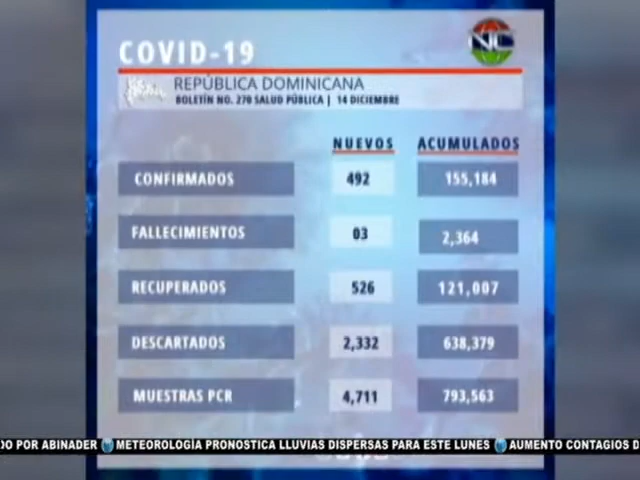 COVID-19
NC
REPÚBLICA DOMINICANA
BOLETÍN NO. 270 SALUD PÚBLICA | 14 DICIEMBRE
NUEVOS ACUMULADOS
CONFIRMADOS 492 155,184
FALLECIMIENTOS 03 2,364
RECUPERADOS 526 121,007
DESCARTADOS 2,332 638,379
MUESTRAS PCR 4,711 793,563
DO POR ABINADER METEOROLOGÍA PRONOSTICA LLUVIAS DISPERSAS PARA ESTE LUNES AUMENTO CONTAGIOS D